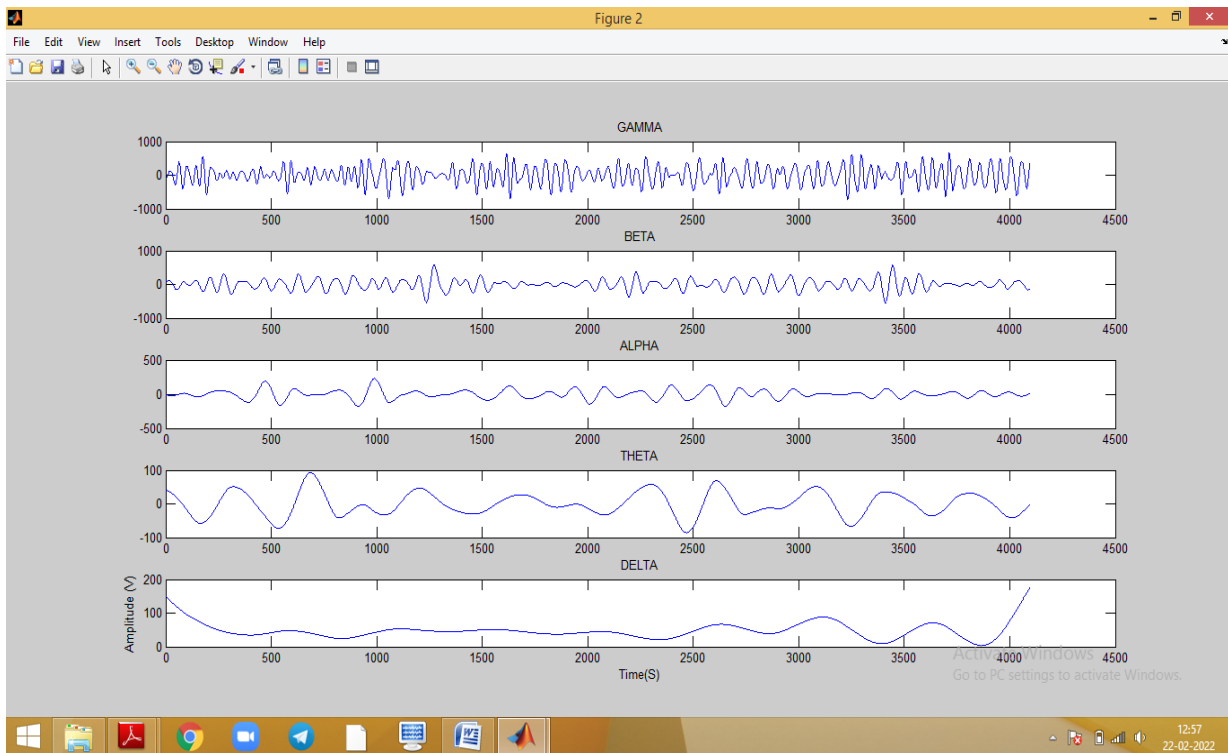 Figure 2
File Edit View Insert Tools Desktop Window Help
GAMMA
1000
0
-1000
0 500 1000 1500 2000 2500 3000 3500 4000 4500
BETA
1000
0
-1000
0 500 1000 1500 2000 2500 3000 3500 4000 4500
ALPHA
500
0
-500
0 500 1000 1500 2000 2500 3000 3500 4000 4500
THETA
100
0
-100
0 500 1000 1500 2000 2500 3000 3500 4000 4500
DELTA
Amplitude (V)
200
100
0
0 500 1000 1500 2000 2500 3000 3500 4000 4500
Time(S)
Activate Windows
Go to PC settings to activate Windows.
12:57
22-02-2022